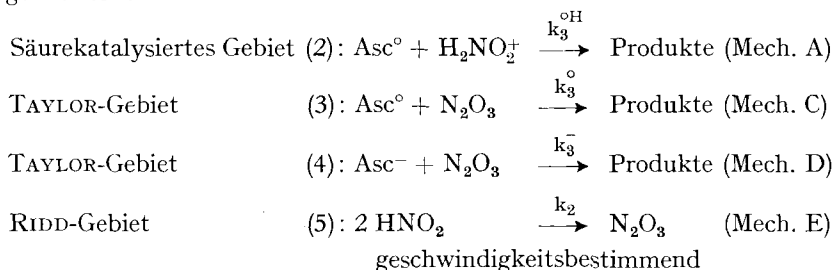 Säurekatalysiertes Gebiet (2): Asc° + H₂NO₂⁺ —k₃°ᴴ→ Produkte (Mech. A)
TAYLOR-Gebiet (3): Asc° + N₂O₃ —k₃°→ Produkte (Mech. C)
TAYLOR-Gebiet (4): Asc⁻ + N₂O₃ —k₃⁻→ Produkte (Mech. D)
RIDD-Gebiet (5): 2 HNO₂ —k₂→ N₂O₃ (Mech. E)
geschwindigkeitsbestimmend